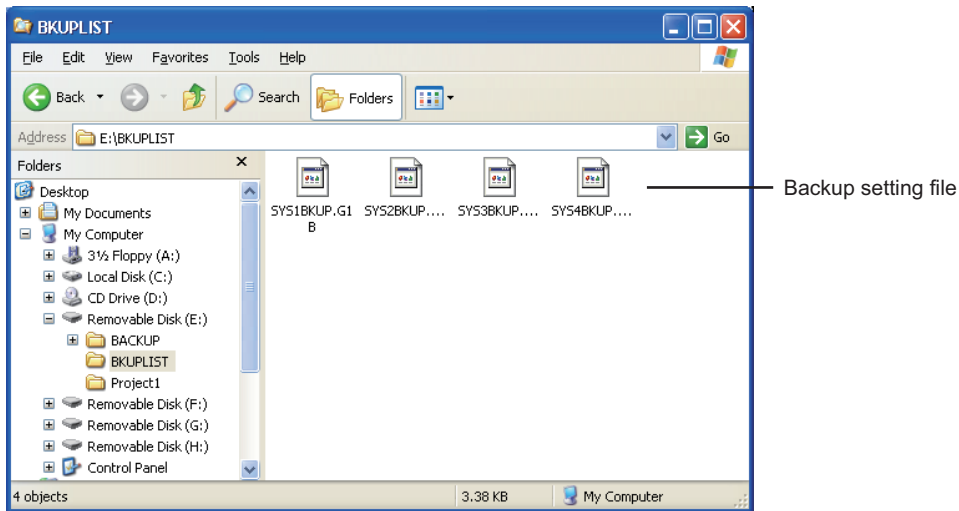 BKUPLIST
File Edit View Favorites Tools Help
Back Search Folders
Address E:\BKUPLIST Go
Folders
Desktop
My Documents
My Computer
3½ Floppy (A:)
Local Disk (C:)
CD Drive (D:)
Removable Disk (E:)
BACKUP
BKUPLIST
Project1
Removable Disk (F:)
Removable Disk (G:)
Removable Disk (H:)
Control Panel
SYS1BKUP.G1 SYS2BKUP.... SYS3BKUP.... SYS4BKUP....
B
Backup setting file
4 objects 3.38 KB My Computer